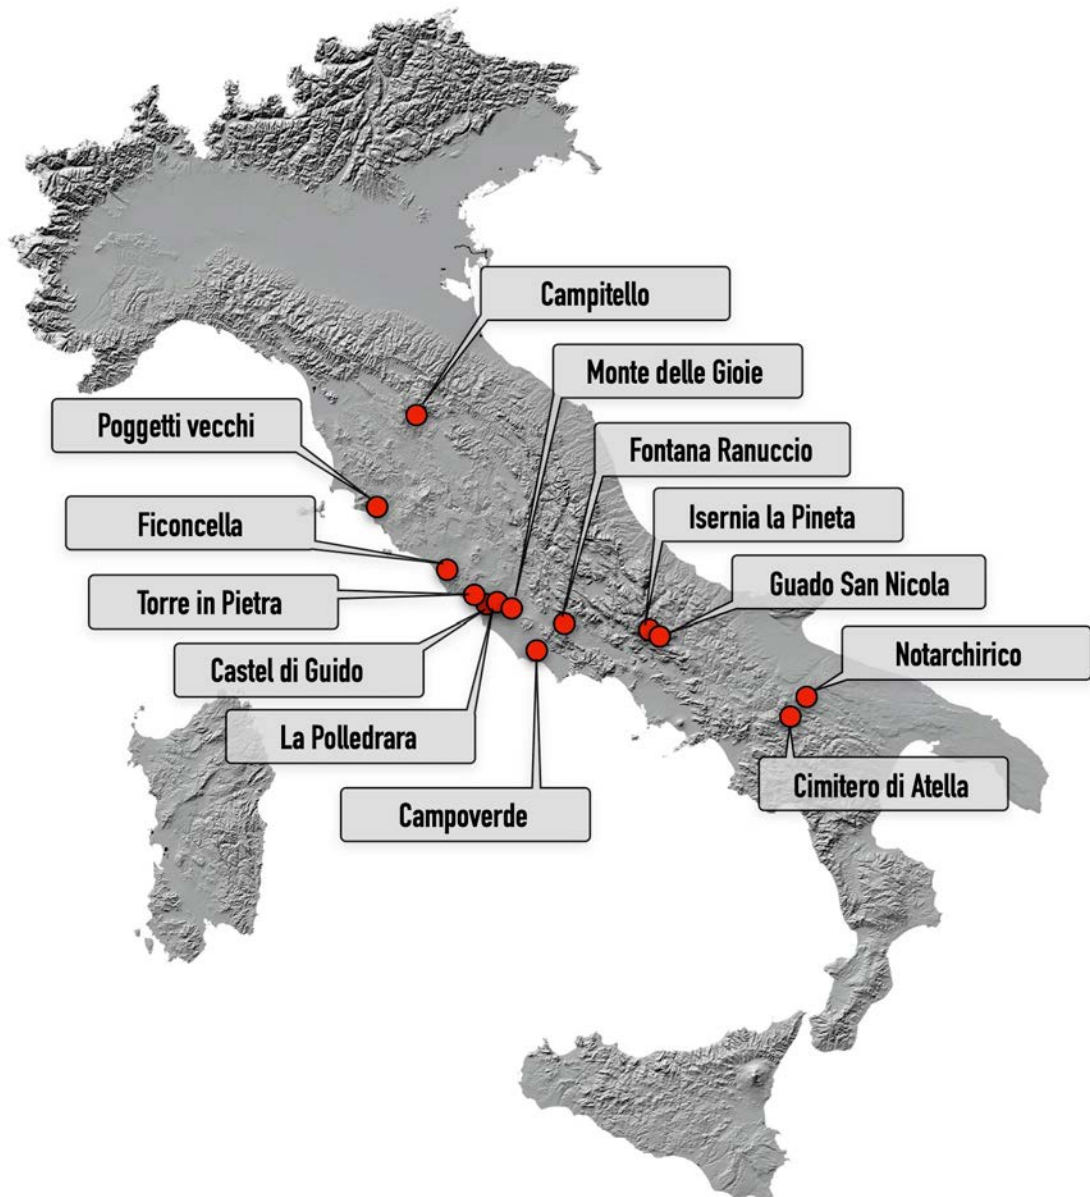 Campitello
Monte delle Gioie
Poggetti vecchi
Fontana Ranuccio
Isernia la Pineta
Ficoncella
Guado San Nicola
Torre in Pietra
Notarchirico
Castel di Guido
La Polledrara
Cimitero di Atella
Campoverde